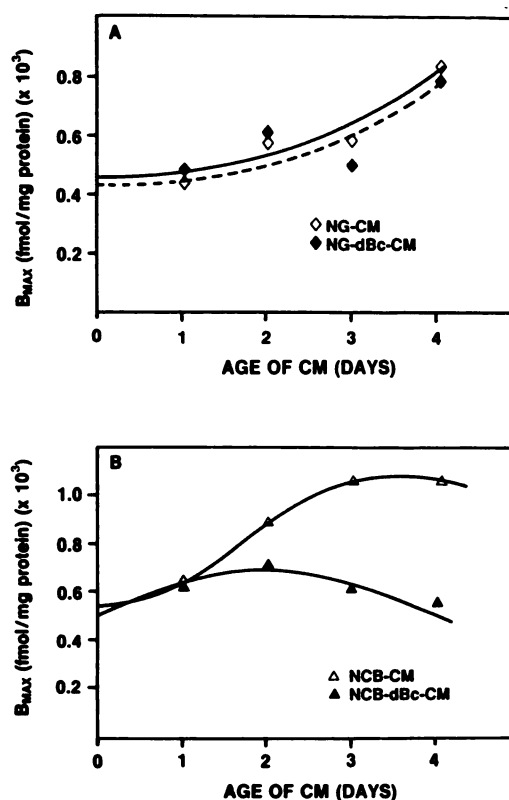 A
B_MAX (fmol/mg protein) (x 10³)
0.8
0.6
0.4
0.2
NG-CM
NG-dBc-CM
0 1 2 3 4
AGE OF CM (DAYS)
B
B_MAX (fmol/mg protein) (x 10³)
1.0
0.8
0.6
0.4
0.2
NCB-CM
NCB-dBc-CM
0 1 2 3 4
AGE OF CM (DAYS)